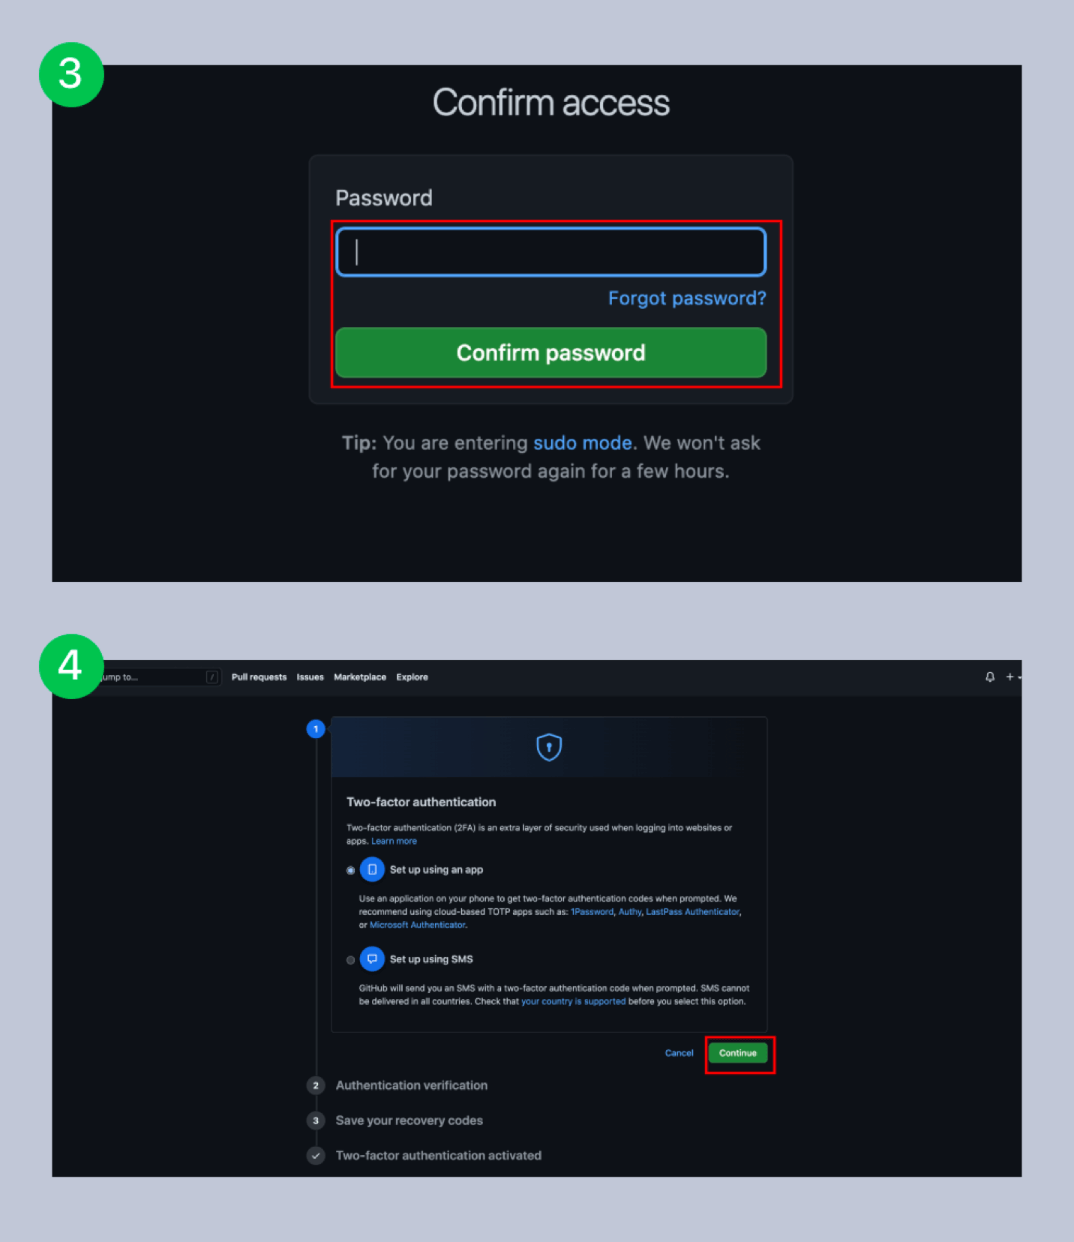 3
Confirm access
Password
Forgot password?
Confirm password
Tip: You are entering sudo mode. We won't ask
for your password again for a few hours.
4
ump to... / Pull requests Issues Marketplace Explore
1
Two-factor authentication
Two-factor authentication (2FA) is an extra layer of security used when logging into websites or
apps. Learn more
Set up using an app
Use an application on your phone to get two-factor authentication codes when prompted. We
recommend using cloud-based TOTP apps such as: 1Password, Authy, LastPass Authenticator,
or Microsoft Authenticator.
Set up using SMS
GitHub will send you an SMS with a two-factor authentication code when prompted. SMS cannot
be delivered in all countries. Check that your country is supported before you select this option.
Cancel Continue
2 Authentication verification
3 Save your recovery codes
Two-factor authentication activated